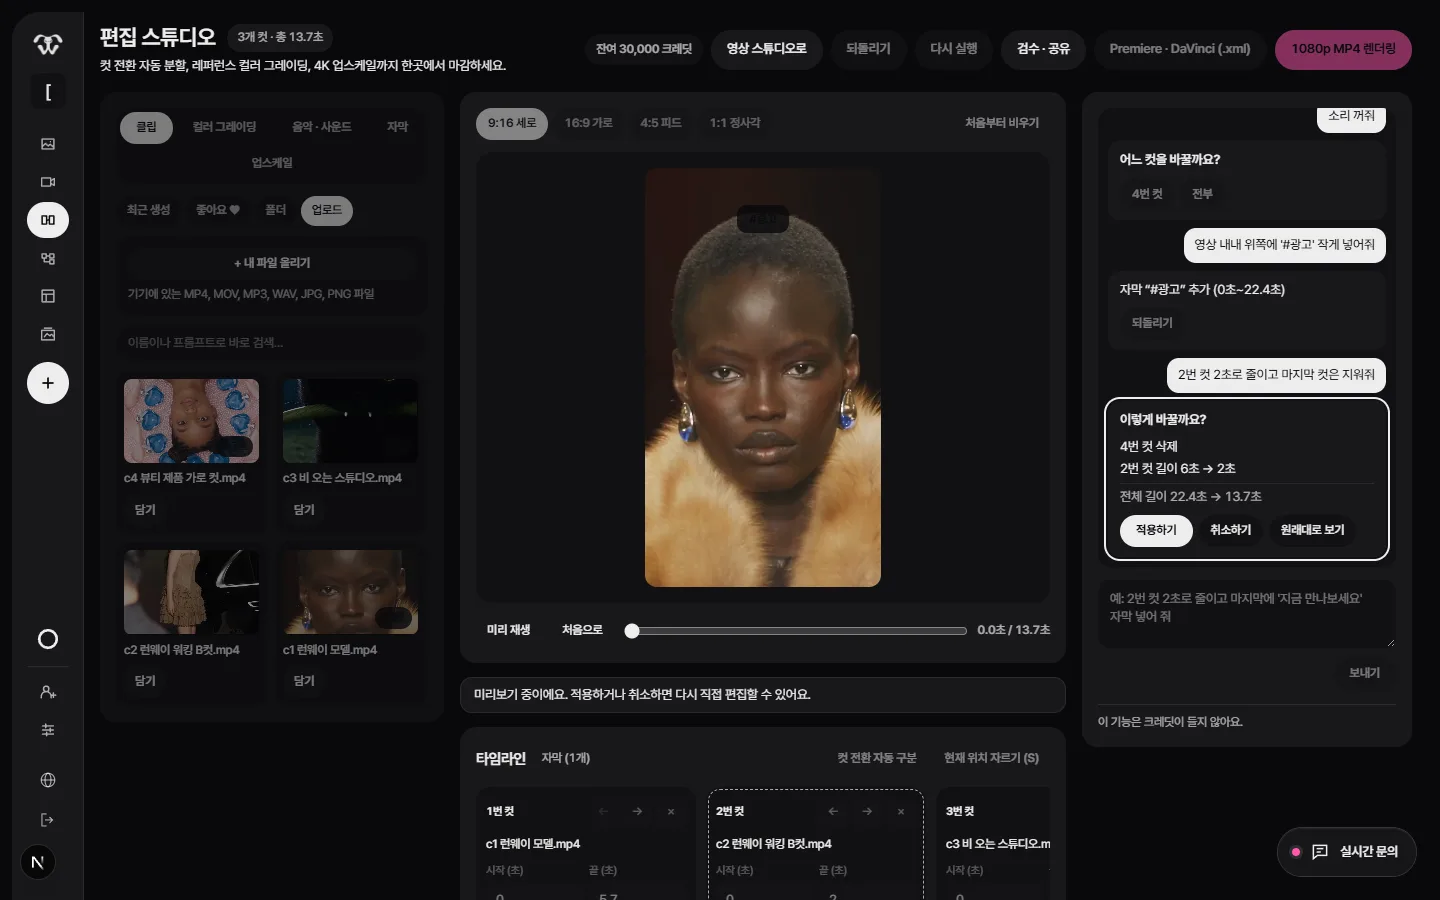 편집 스튜디오
3개 컷 · 총 13.7초
컷 전환 자동 분할, 레퍼런스 컬러 그레이딩, 4K 업스케일까지 한곳에서 마감하세요.
잔여 30,000 크레딧
영상 스튜디오로
되돌리기
다시 실행
검수 · 공유
Premiere · DaVinci (.xml)
1080p MP4 렌더링
[
클립
컬러 그레이딩
음악 · 사운드
자막
업스케일
최근 생성
좋아요 ♥
폴더
업로드
+ 내 파일 올리기
기기에 있는 MP4, MOV, MP3, WAV, JPG, PNG 파일
이름이나 프롬프트로 바로 검색...
c4 뷰티 제품 가로 컷.mp4
담기
c3 비 오는 스튜디오.mp4
담기
c2 런웨이 워킹 B컷.mp4
담기
c1 런웨이 모델.mp4
담기
N
9:16 세로
16:9 가로
4:5 피드
1:1 정사각
처음부터 비우기
미리 재생
처음으로
0.0초 / 13.7초
미리보기 중이에요. 적용하거나 취소하면 다시 직접 편집할 수 있어요.
타임라인
자막 (1개)
컷 전환 자동 구분
현재 위치 자르기 (S)
1번 컷
← → ×
c1 런웨이 모델.mp4
시작 (초)
끝 (초)
0
5.7
2번 컷
← → ×
c2 런웨이 워킹 B컷.mp4
시작 (초)
끝 (초)
0
2
3번 컷
c3 비 오는 스튜디오.m
시작 (초)
0
소리 꺼줘
어느 컷을 바꿀까요?
4번 컷
전부
영상 내내 위쪽에 '#광고' 작게 넣어줘
자막 "#광고" 추가 (0초~22.4초)
되돌리기
2번 컷 2초로 줄이고 마지막 컷은 지워줘
이렇게 바꿀까요?
4번 컷 삭제
2번 컷 길이 6초 → 2초
전체 길이 22.4초 → 13.7초
적용하기
취소하기
원래대로 보기
예: 2번 컷 2초로 줄이고 마지막에 '지금 만나보세요'
자막 넣어 줘
보내기
이 기능은 크레딧이 들지 않아요.
실시간 문의